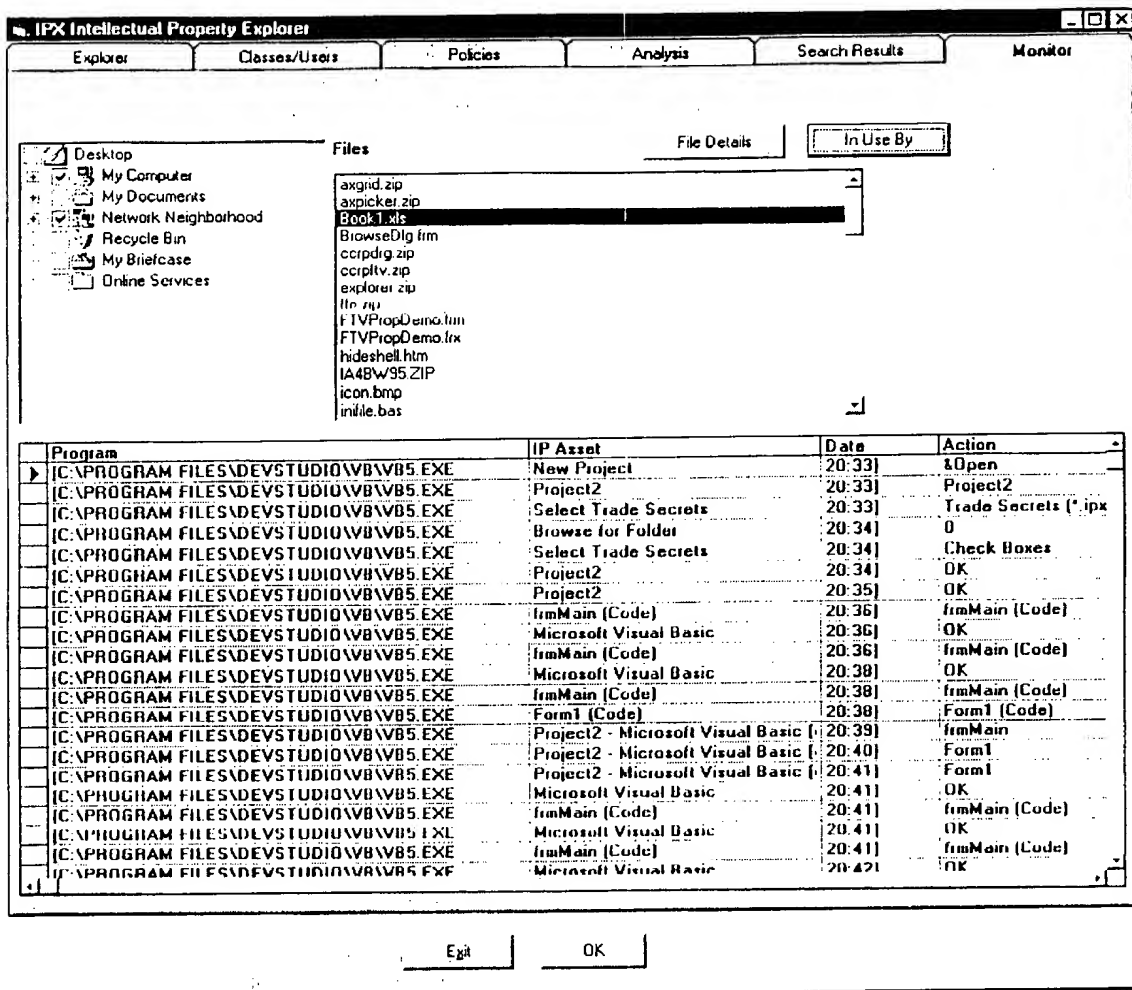 IPX Intellectual Property Explorer
Explorer Classes/Users Policies Analysis Search Results Monitor
File Details In Use By
Desktop
My Computer
My Documents
Network Neighborhood
Recycle Bin
My Briefcase
Online Services
Files
axgrid.zip
axpicker.zip
Book1.xls
BrowseDlg.frm
ccrpdrg.zip
ccrpltv.zip
explorer.zip
FTVPropDemo.frm
FTVPropDemo.frx
hideshell.htm
IA4BW95.ZIP
icon.bmp
inifile.bas
Program IP Asset Date Action
[C:\PROGRAM FILES\DEVSTUDIO\VB\VB5.EXE New Project 20:33] &Open
[C:\PROGRAM FILES\DEVSTUDIO\VB\VB5.EXE Project2 20:33] Project2
[C:\PROGRAM FILES\DEVSTUDIO\VB\VB5.EXE Select Trade Secrets 20:33] Trade Secrets (*.ipx
[C:\PROGRAM FILES\DEVSTUDIO\VB\VB5.EXE Browse for Folder 20:34] 0
[C:\PROGRAM FILES\DEVSTUDIO\VB\VB5.EXE Select Trade Secrets 20:34] Check Boxes
[C:\PROGRAM FILES\DEVSTUDIO\VB\VB5.EXE Project2 20:34] OK
[C:\PROGRAM FILES\DEVSTUDIO\VB\VB5.EXE Project2 20:35] OK
[C:\PROGRAM FILES\DEVSTUDIO\VB\VB5.EXE frmMain (Code) 20:36] frmMain (Code)
[C:\PROGRAM FILES\DEVSTUDIO\VB\VB5.EXE Microsoft Visual Basic 20:36] OK
[C:\PROGRAM FILES\DEVSTUDIO\VB\VB5.EXE frmMain (Code) 20:36] frmMain (Code)
[C:\PROGRAM FILES\DEVSTUDIO\VB\VB5.EXE Microsoft Visual Basic 20:38] OK
[C:\PROGRAM FILES\DEVSTUDIO\VB\VB5.EXE frmMain (Code) 20:38] frmMain (Code)
[C:\PROGRAM FILES\DEVSTUDIO\VB\VB5.EXE Form1 (Code) 20:38] Form1 (Code)
[C:\PROGRAM FILES\DEVSTUDIO\VB\VB5.EXE Project2 - Microsoft Visual Basic [ 20:39] frmMain
[C:\PROGRAM FILES\DEVSTUDIO\VB\VB5.EXE Project2 - Microsoft Visual Basic [ 20:40] Form1
[C:\PROGRAM FILES\DEVSTUDIO\VB\VB5.EXE Project2 - Microsoft Visual Basic [ 20:41] Form1
[C:\PROGRAM FILES\DEVSTUDIO\VB\VB5.EXE Microsoft Visual Basic 20:41] OK
[C:\PROGRAM FILES\DEVSTUDIO\VB\VB5.EXE frmMain (Code) 20:41] frmMain (Code)
[C:\PROGRAM FILES\DEVSTUDIO\VB\VB5.EXE Microsoft Visual Basic 20:41] OK
[C:\PROGRAM FILES\DEVSTUDIO\VB\VB5.EXE frmMain (Code) 20:41] frmMain (Code)
[C:\PROGRAM FILES\DEVSTUDIO\VB\VB5.EXE Microsoft Visual Basic 20:42] OK
Exit OK